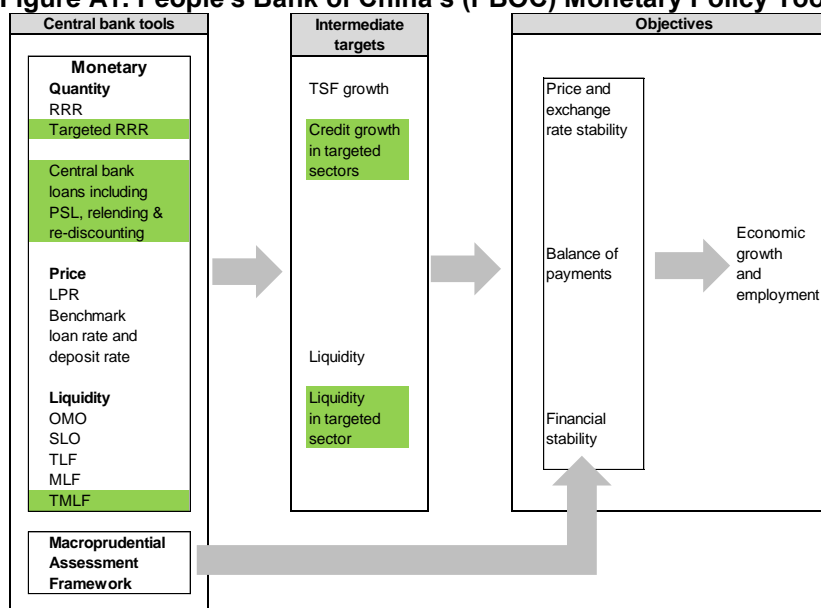 Figure A1. People's Bank of China's (PBOC) Monetary Policy Too
Central bank tools
Monetary
Quantity
RRR
Targeted RRR
Central bank
loans including
PSL, relending &
re-discounting
Price
LPR
Benchmark
loan rate and
deposit rate
Liquidity
OMO
SLO
TLF
MLF
TMLF
Macroprudential
Assessment
Framework
Intermediate
targets
TSF growth
Credit growth
in targeted
sectors
Liquidity
Liquidity
in targeted
sector
Objectives
Price and
exchange
rate stability
Balance of
payments
Financial
stability
Economic
growth
and
employment